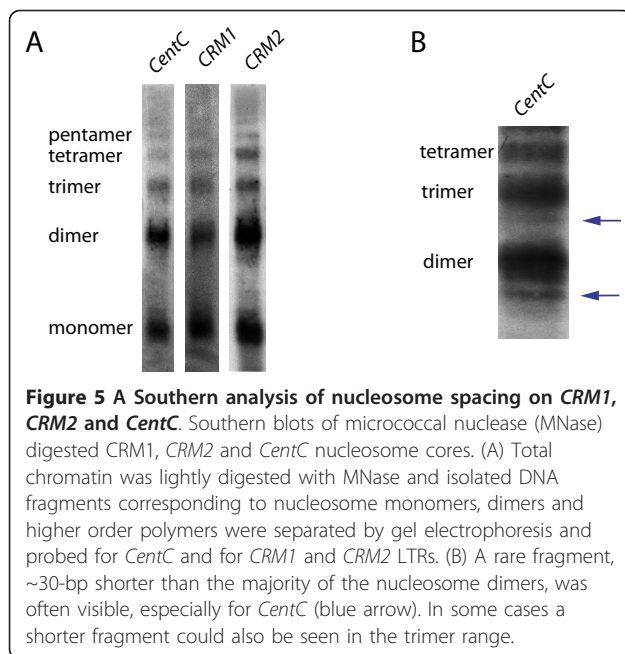 A
CentC
CRM1
CRM2
pentamer
tetramer
trimer
dimer
monomer
B
CentC
tetramer
trimer
dimer
Figure 5 A Southern analysis of nucleosome spacing on CRM1,
CRM2 and CentC. Southern blots of micrococcal nuclease (MNase)
digested CRM1, CRM2 and CentC nucleosome cores. (A) Total
chromatin was lightly digested with MNase and isolated DNA
fragments corresponding to nucleosome monomers, dimers and
higher order polymers were separated by gel electrophoresis and
probed for CentC and for CRM1 and CRM2 LTRs. (B) A rare fragment,
~30-bp shorter than the majority of the nucleosome dimers, was
often visible, especially for CentC (blue arrow). In some cases a
shorter fragment could also be seen in the trimer range.